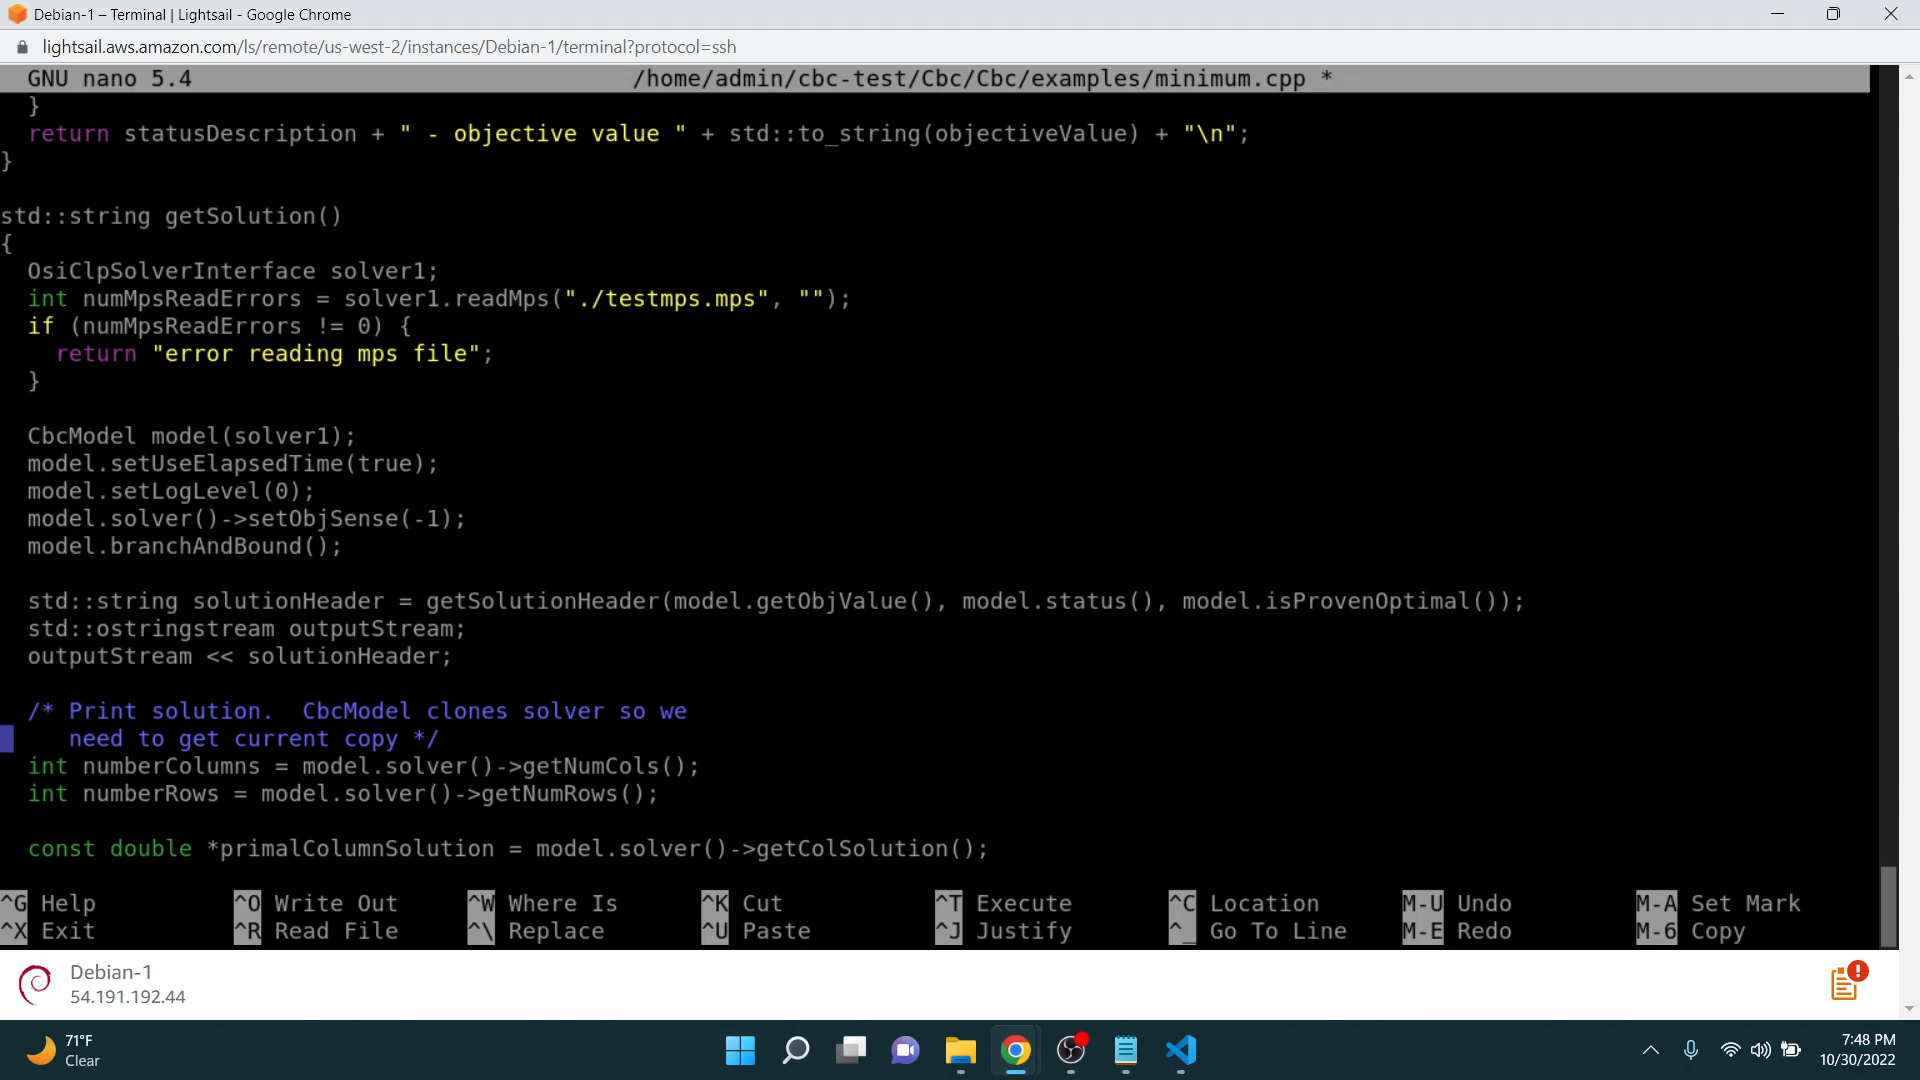 Debian-1 – Terminal | Lightsail - Google Chrome
lightsail.aws.amazon.com/ls/remote/us-west-2/instances/Debian-1/terminal?protocol=ssh
GNU nano 5.4 /home/admin/cbc-test/Cbc/Cbc/examples/minimum.cpp *
}
return statusDescription + " - objective value " + std::to_string(objectiveValue) + "\n";
}
std::string getSolution()
{
OsiClpSolverInterface solver1;
int numMpsReadErrors = solver1.readMps("./testmps.mps", "");
if (numMpsReadErrors != 0) {
return "error reading mps file";
}
CbcModel model(solver1);
model.setUseElapsedTime(true);
model.setLogLevel(0);
model.solver()->setObjSense(-1);
model.branchAndBound();
std::string solutionHeader = getSolutionHeader(model.getObjValue(), model.status(), model.isProvenOptimal());
std::ostringstream outputStream;
outputStream << solutionHeader;
/* Print solution.  CbcModel clones solver so we
need to get current copy */
int numberColumns = model.solver()->getNumCols();
int numberRows = model.solver()->getNumRows();
const double *primalColumnSolution = model.solver()->getColSolution();
^G Help ^O Write Out ^W Where Is ^K Cut ^T Execute ^C Location M-U Undo M-A Set Mark
^X Exit ^R Read File ^\ Replace ^U Paste ^J Justify ^_ Go To Line M-E Redo M-6 Copy
Debian-1
54.191.192.44
71°F
Clear
7:48 PM
10/30/2022